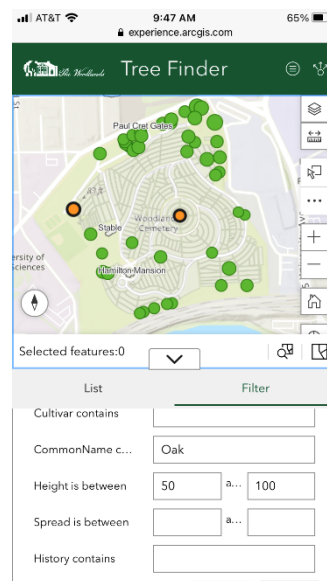 AT&T 9:47 AM 65%
experience.arcgis.com
The Woodlands Tree Finder
Paul Cret Gates
Stable
Woodland
Cemetery
ersity of
ciences
Hamilton Mansion
Selected features:0
List Filter
Cultivar contains
CommonName c... Oak
Height is between 50 a... 100
Spread is between a...
History contains